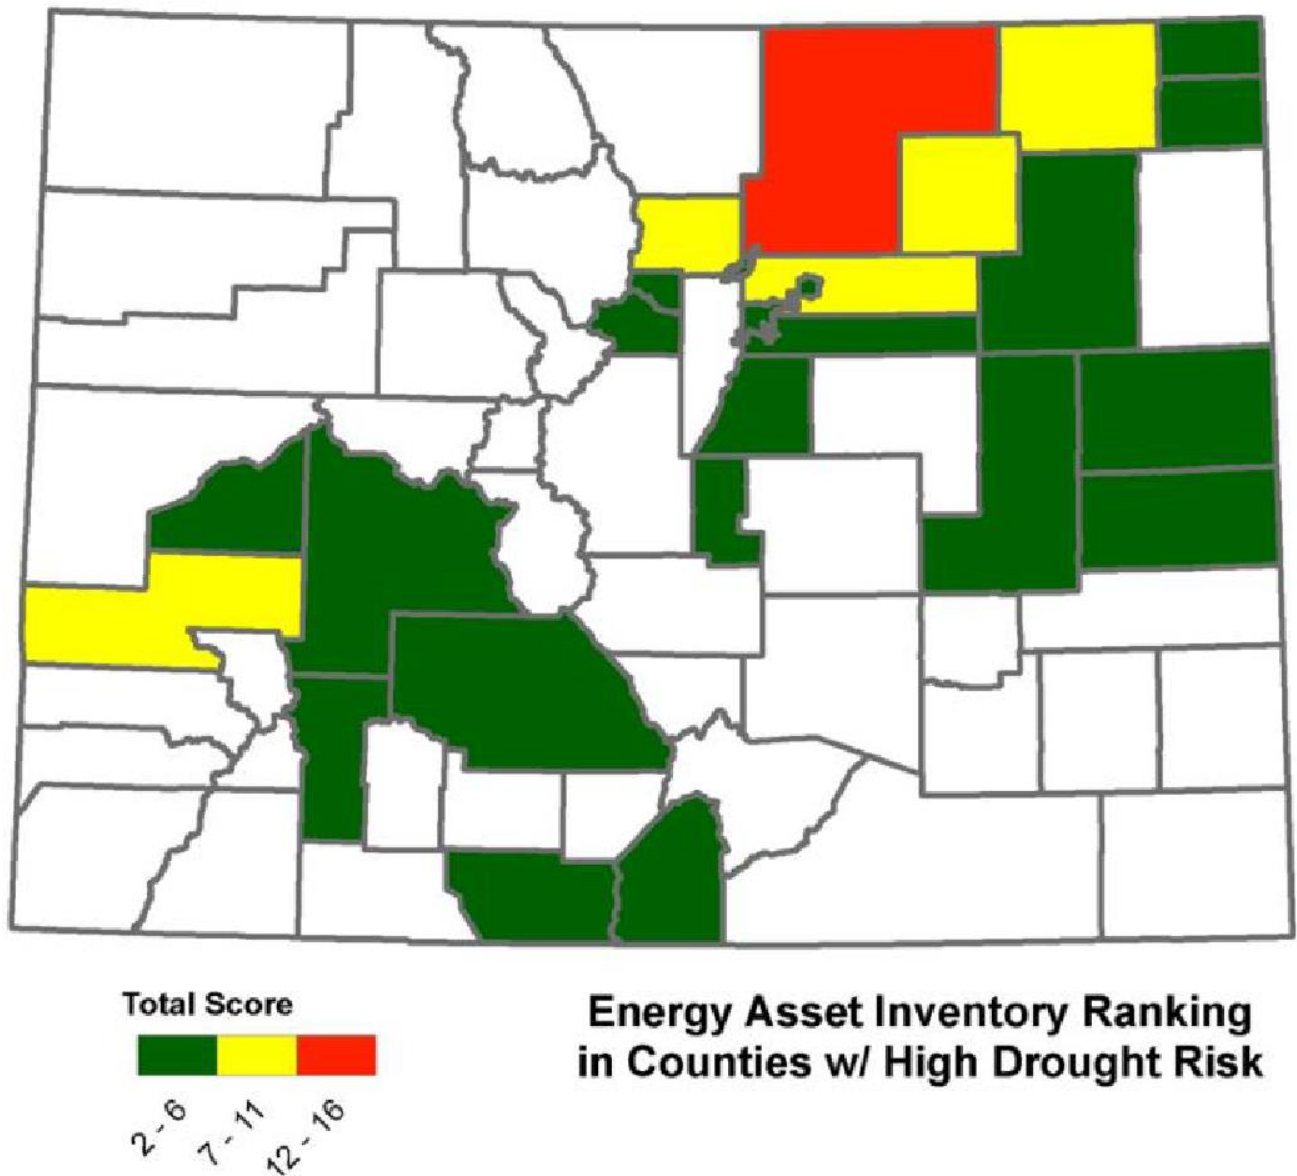 Total Score
2 - 6
7 - 11
12 - 16
Energy Asset Inventory Ranking
in Counties w/ High Drought Risk